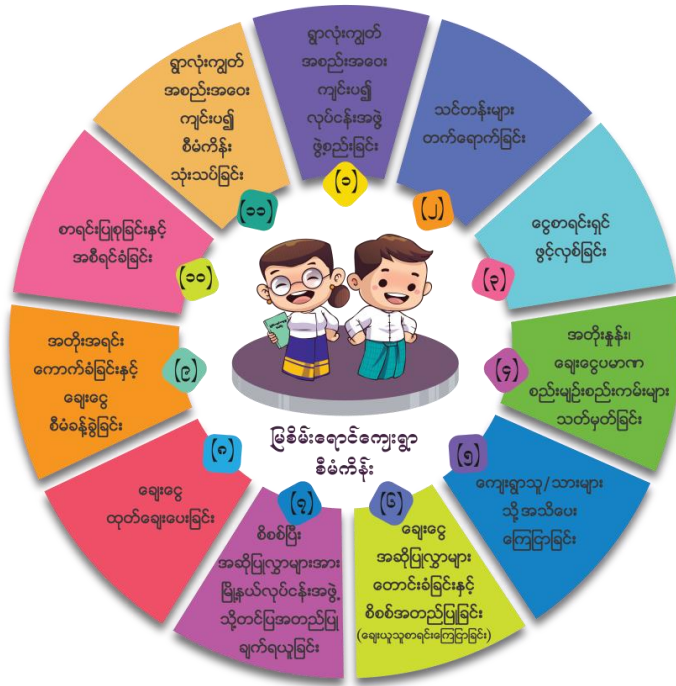 ရွာလုံးကျွတ်
အစည်းအဝေး
ကျင်းပ၍
လုပ်ငန်းအဖွဲ့
ဖွဲ့စည်းခြင်း
(၁)
သင်တန်းများ
တက်ရောက်ခြင်း
(၂)
ငွေစာရင်းရှင်
ဖွင့်လှစ်ခြင်း
(၃)
အတိုးနှုန်း၊
ချေးငွေပမာဏ
စည်းမျဉ်းစည်းကမ်းများ
သတ်မှတ်ခြင်း
(၄)
ကျေးရွာသူ/သားများ
သို့အသိပေး
ကြေငြာခြင်း
(၅)
ချေးငွေ
အဆိုပြုလွှာများ
တောင်းခံခြင်းနှင့်
စိစစ်အတည်ပြုခြင်း
(ချေးယူသူစာရင်းကြေငြာခြင်း)
(၆)
စိစစ်ပြီး
အဆိုပြုလွှာများအား
မြို့နယ်လုပ်ငန်းအဖွဲ့
သို့တင်ပြအတည်ပြု
ချက်ရယူခြင်း
(၇)
ချေးငွေ
ထုတ်ချေးပေးခြင်း
(၈)
အတိုးအရင်း
ကောက်ခံခြင်းနှင့်
ချေးငွေ
စီမံခန့်ခွဲခြင်း
(၉)
စာရင်းပြုစုခြင်းနှင့်
အစီရင်ခံခြင်း
(၁၀)
ရွာလုံးကျွတ်
အစည်းအဝေး
ကျင်းပ၍
စီမံကိန်း
သုံးသပ်ခြင်း
(၁၁)
မြစိမ်းရောင်ကျေးရွာ
စီမံကိန်း